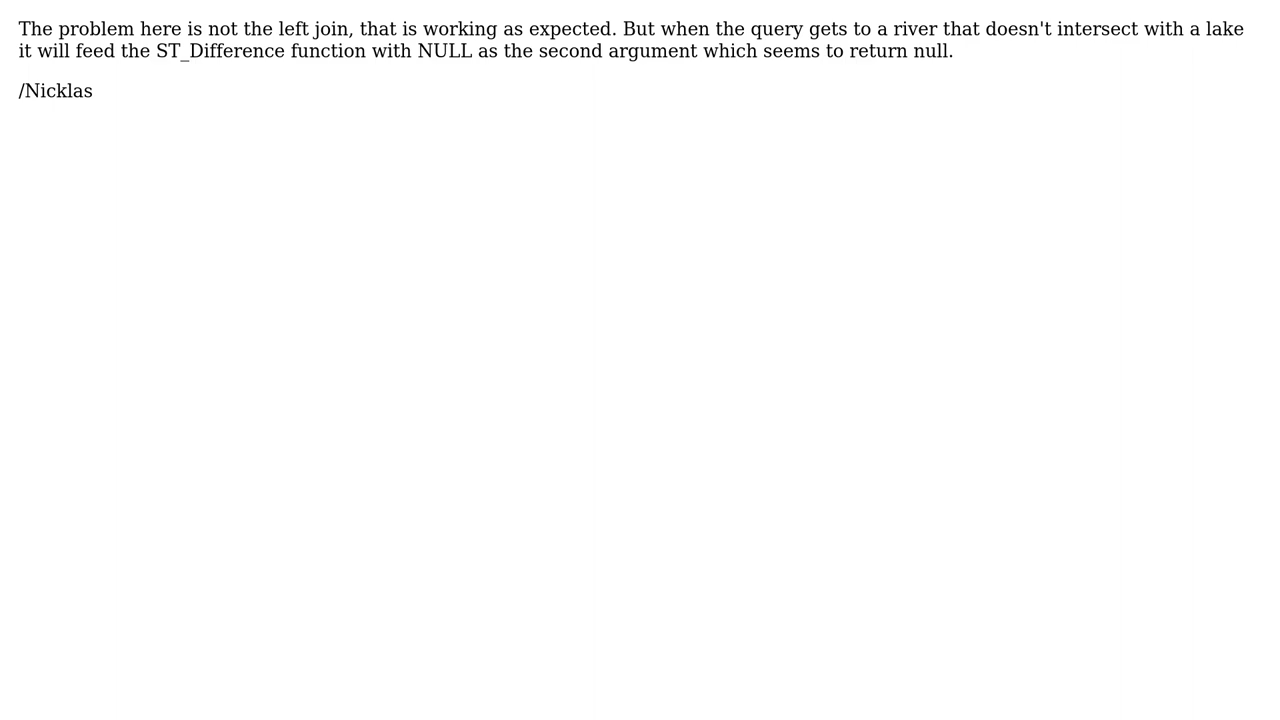 The problem here is not the left join, that is working as expected. But when the query gets to a river that doesn't intersect with a lake
it will feed the ST_Difference function with NULL as the second argument which seems to return null.
/Nicklas